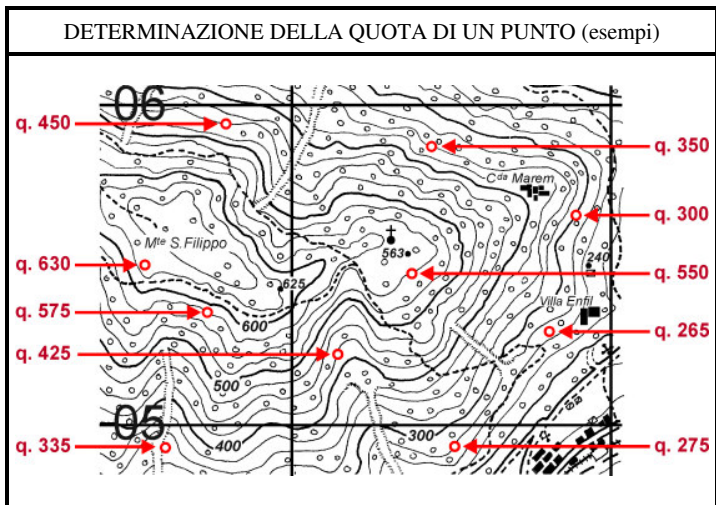 DETERMINAZIONE DELLA QUOTA DI UN PUNTO (esempi)
06
q. 450
q. 350
Cda Marem
q. 300
Mte S. Filippo
563
240
q. 630
q. 550
625
Villa Enfil
q. 575
600
q. 265
q. 425
500
05
q. 335
400
300
q. 275